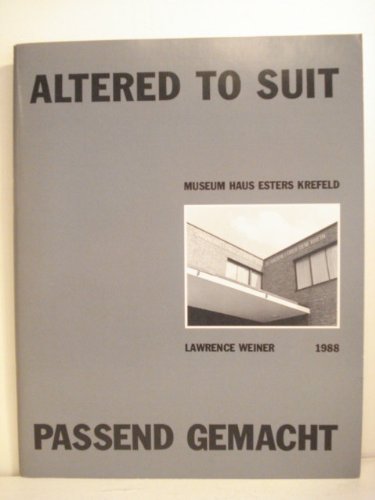 ALTERED TO SUIT
MUSEUM HAUS ESTERS KREFELD
LAWRENCE WEINER 1988
PASSEND GEMACHT